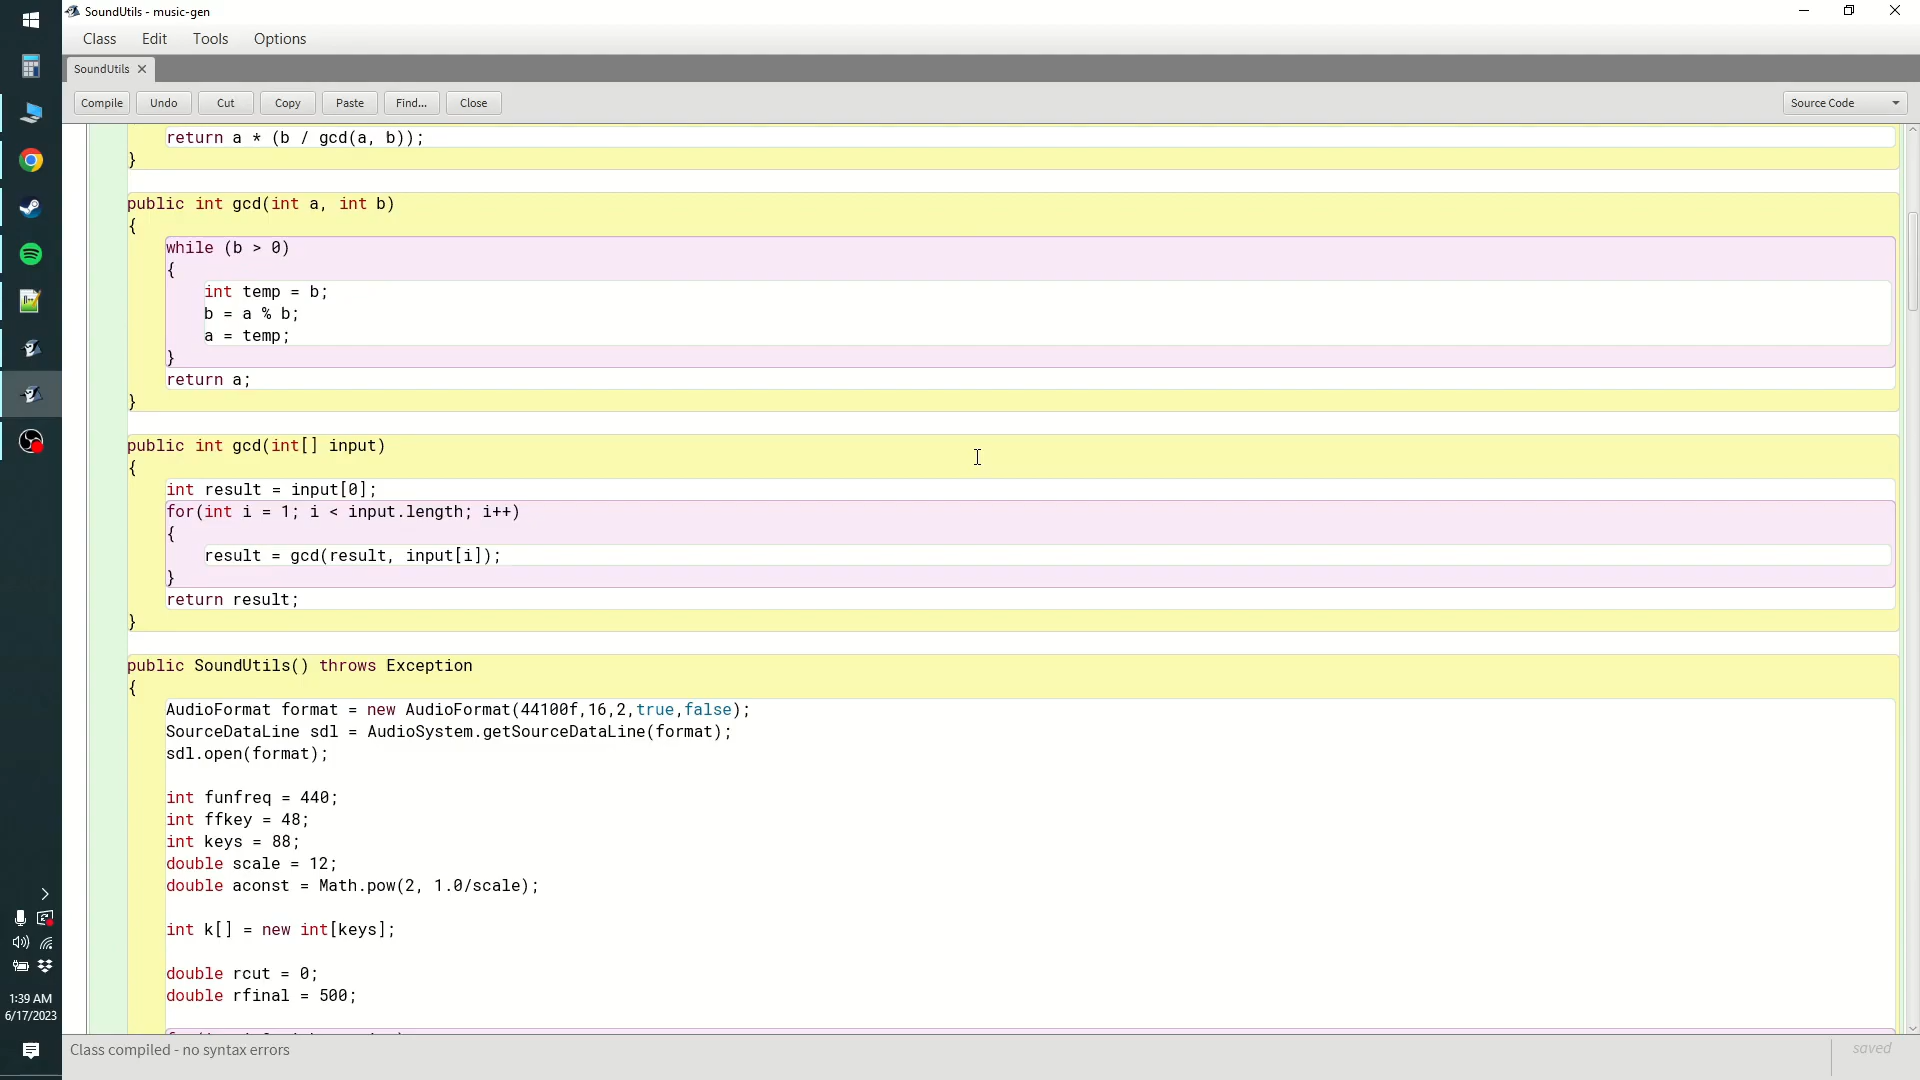 SoundUtils - music-gen
Class Edit Tools Options
SoundUtils
Compile Undo Cut Copy Paste Find... Close Source Code
return a * (b / gcd(a, b));
}
public int gcd(int a, int b)
{
while (b > 0)
{
int temp = b;
b = a % b;
a = temp;
}
return a;
}
public int gcd(int[] input)
{
int result = input[0];
for(int i = 1; i < input.length; i++)
{
result = gcd(result, input[i]);
}
return result;
}
public SoundUtils() throws Exception
{
AudioFormat format = new AudioFormat(44100f,16,2,true,false);
SourceDataLine sdl = AudioSystem.getSourceDataLine(format);
sdl.open(format);
int funfreq = 440;
int ffkey = 48;
int keys = 88;
double scale = 12;
double aconst = Math.pow(2, 1.0/scale);
int k[] = new int[keys];
double rcut = 0;
double rfinal = 500;
1:39 AM
6/17/2023
Class compiled - no syntax errors
saved